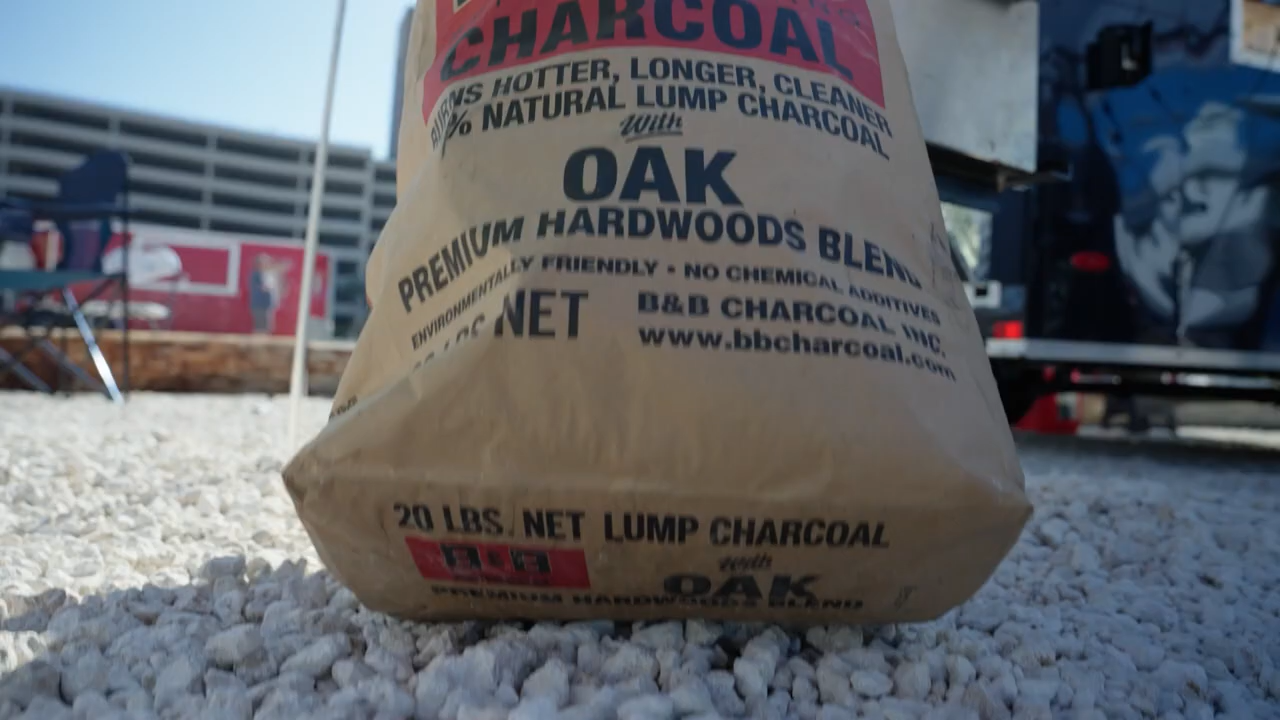 CHARCOAL
BURNS HOTTER, LONGER, CLEANER
% NATURAL LUMP CHARCOAL
With
OAK
PREMIUM HARDWOODS BLEND
ENVIRONMENTALLY FRIENDLY • NO CHEMICAL ADDITIVES
LBS NET
B&B CHARCOAL INC.
www.bbcharcoal.com
20 LBS. NET LUMP CHARCOAL
B&B
with
OAK
PREMIUM HARDWOODS BLEND